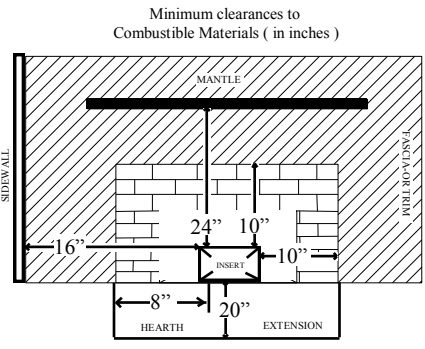 Minimum clearances to
Combustible Materials ( in inches )
MANTLE
SIDEWALL
FASCIA-OR TRIM
24”
10”
16”
INSERT
10”
8”
20”
HEARTH
EXTENSION